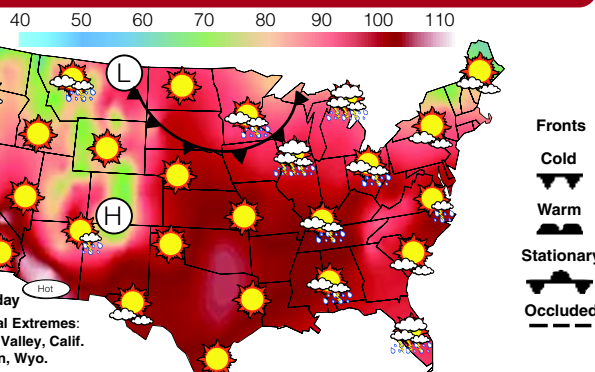 40 50 60 70 80 90 100 110
L
H
Hot
Fronts
Cold
Warm
Stationary
Occluded
day
al Extremes:
Valley, Calif.
n, Wyo.